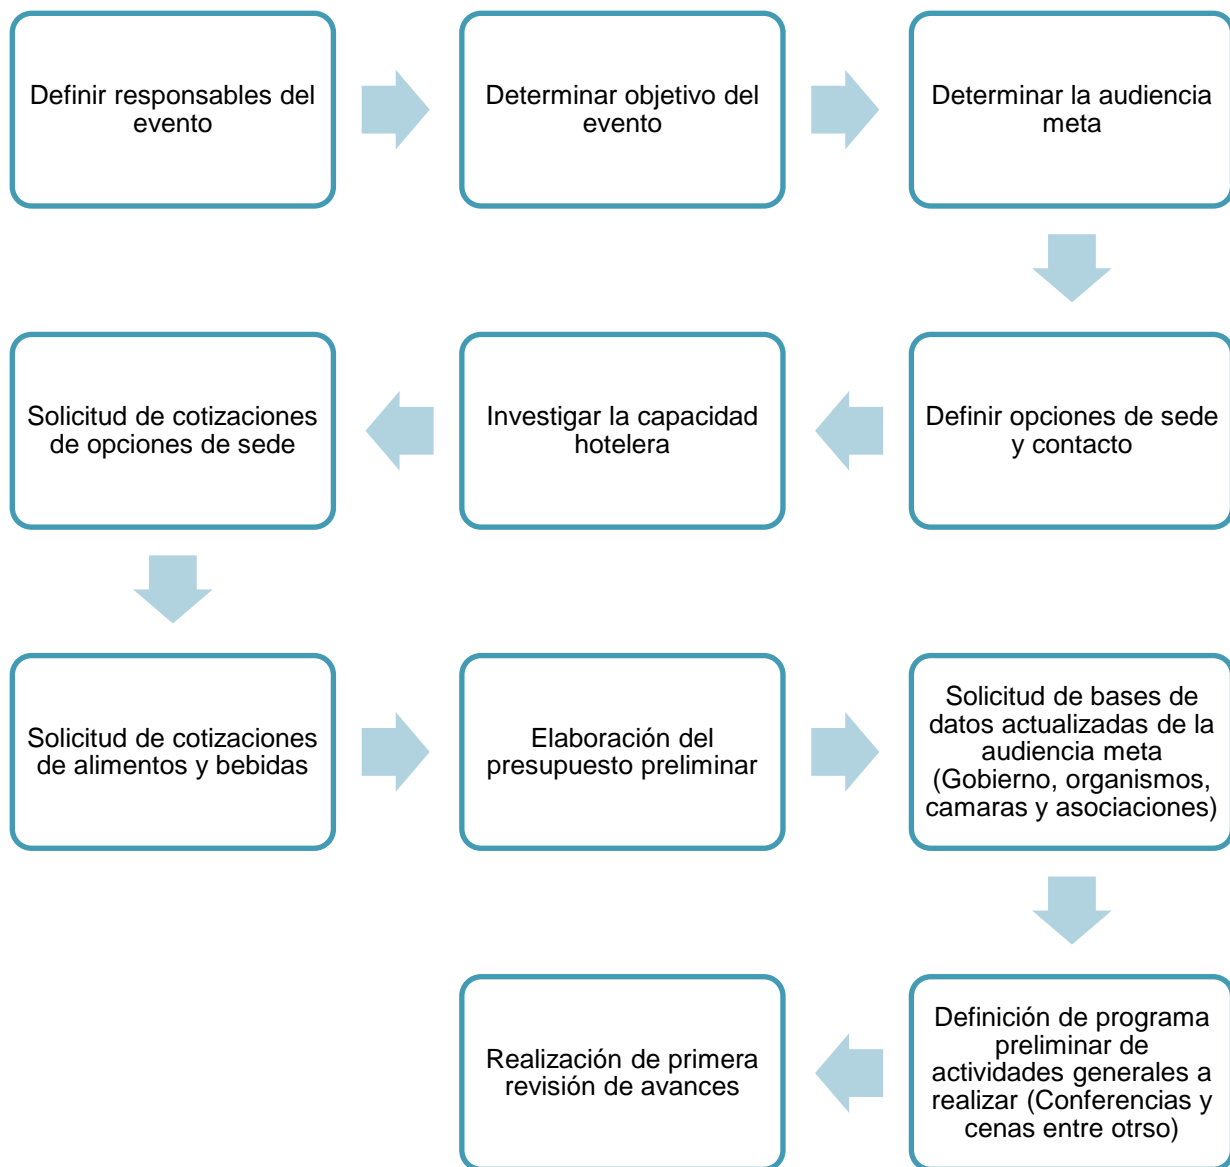 Definir responsables del
evento
Determinar objetivo del
evento
Determinar la audiencia
meta
Definir opciones de sede
y contacto
Investigar la capacidad
hotelera
Solicitud de cotizaciones
de opciones de sede
Solicitud de cotizaciones
de alimentos y bebidas
Elaboración del
presupuesto preliminar
Solicitud de bases de
datos actualizadas de la
audiencia meta
(Gobierno, organismos,
camaras y asociaciones)
Definición de programa
preliminar de
actividades generales a
realizar (Conferencias y
cenas entre otrso)
Realización de primera
revisión de avances